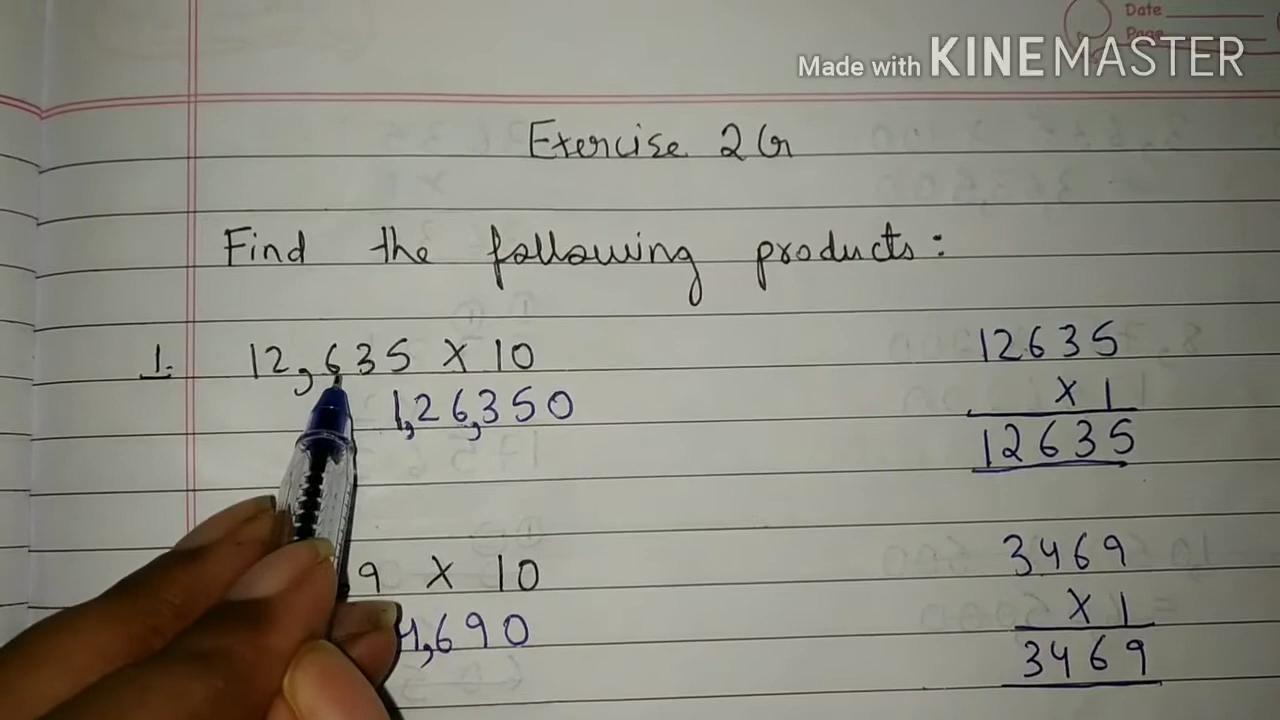 Date
Page
Made with KINEMASTER
Exercise 2G
Find the following products:
1. 12,635 X 10
1,26,350
12635
X 1
12635
9 X 10
4,690
3469
X 1
3469